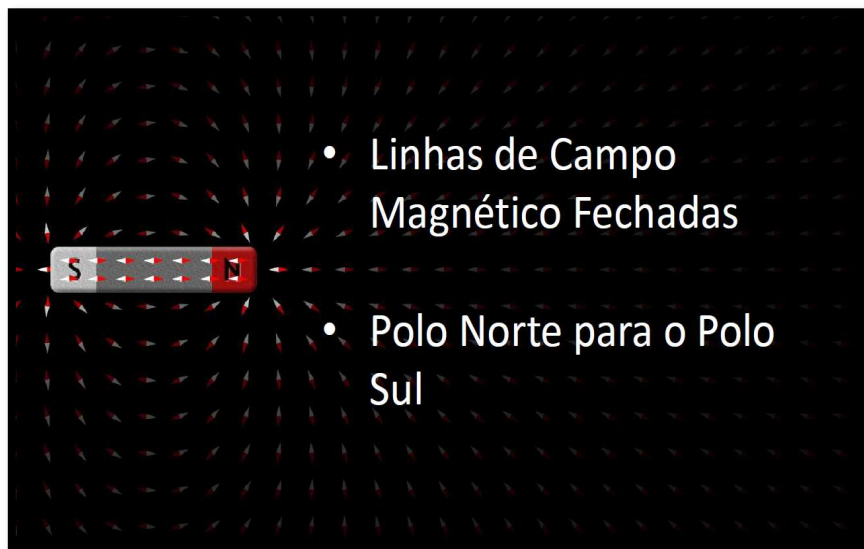 • Linhas de Campo
Magnético Fechadas
S N
• Polo Norte para o Polo
Sul